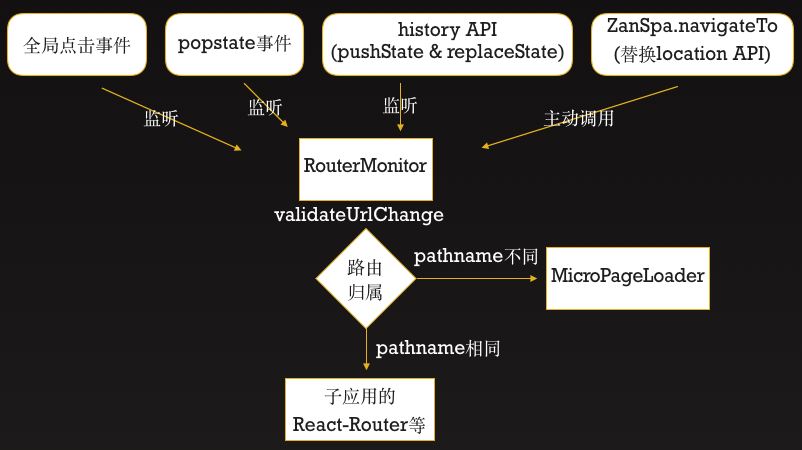 全局点击事件
popstate事件
history API
(pushState & replaceState)
ZanSpa.navigateTo
(替换location API)
监听
监听
监听
主动调用
RouterMonitor
validateUrlChange
路由
归属
pathname不同
MicroPageLoader
pathname相同
子应用的
React-Router等